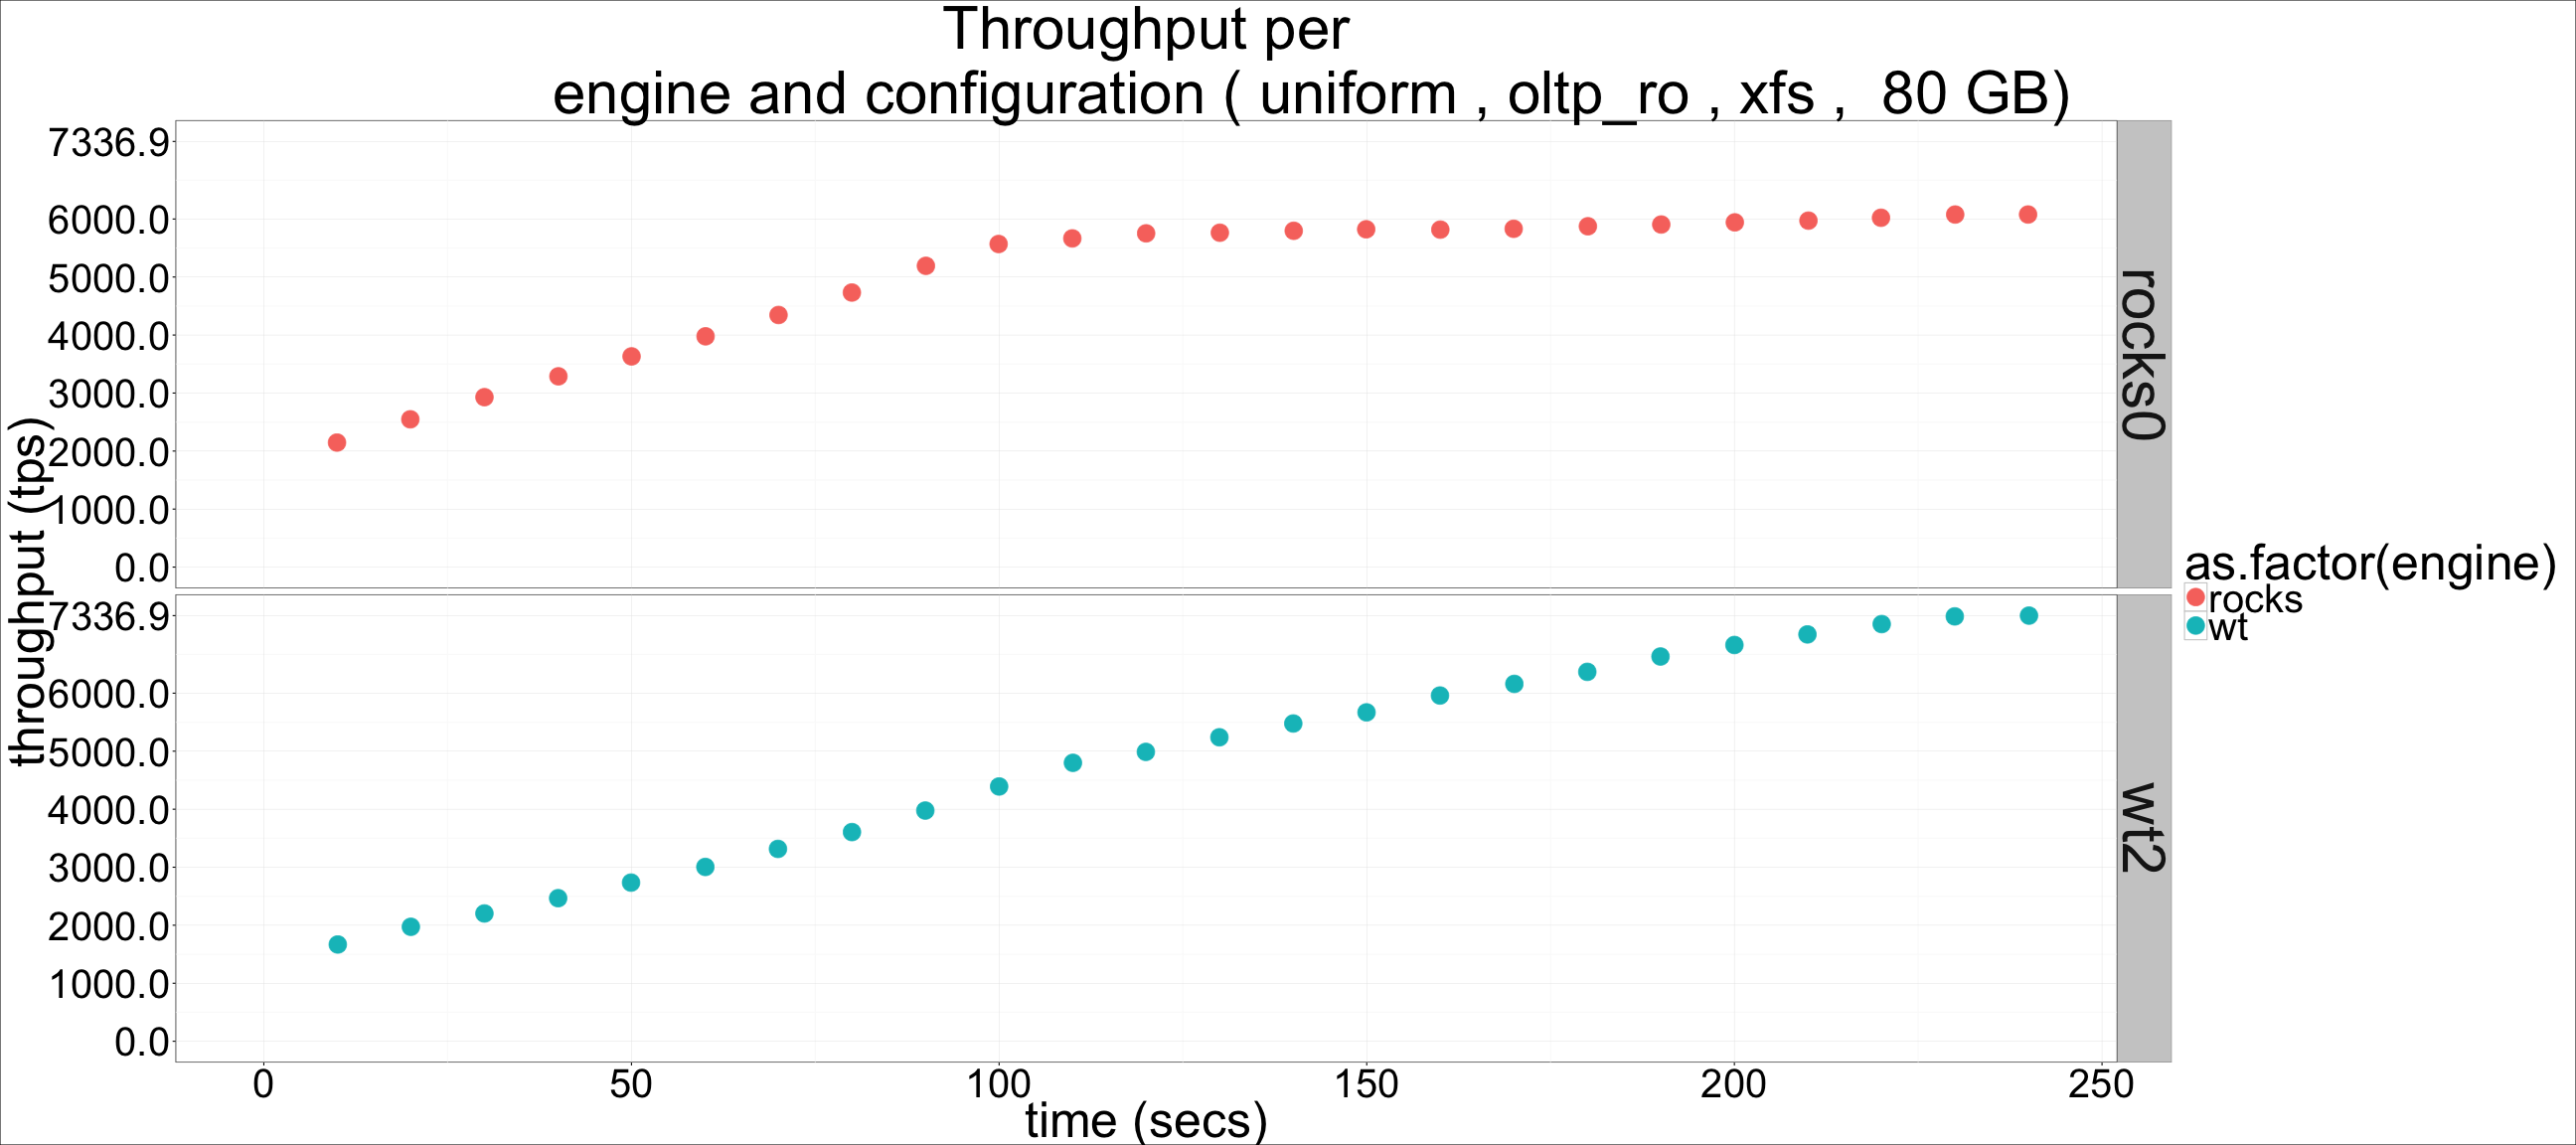 Throughput per
engine and configuration ( uniform , oltp_ro , xfs ,  80 GB)
throughput (tps)
7336.9
6000.0
5000.0
4000.0
3000.0
2000.0
1000.0
0.0
rocks0
7336.9
6000.0
5000.0
4000.0
3000.0
2000.0
1000.0
0.0
wt2
0 50 100 150 200 250
time (secs)
as.factor(engine)
rocks
wt